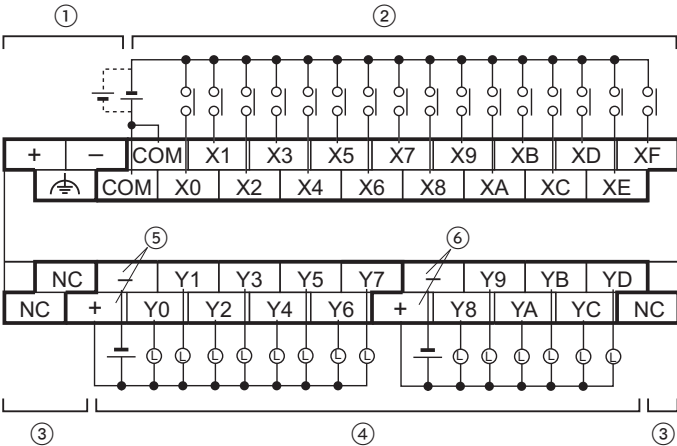 ① ②
+ − COM X1 X3 X5 X7 X9 XB XD XF
COM X0 X2 X4 X6 X8 XA XC XE
⑤ ⑥
NC − Y1 Y3 Y5 Y7 − Y9 YB YD
NC + Y0 Y2 Y4 Y6 + Y8 YA YC NC
L L L L L L L L L L L L L L
③ ④ ③